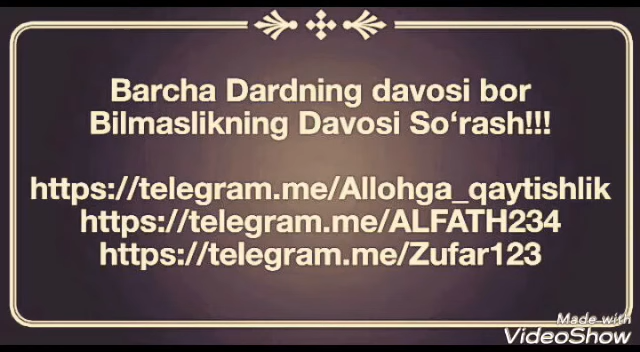 Barcha Dardning davosi bor
Bilmaslikning Davosi So‘rash!!!
https://telegram.me/Allohga_qaytishlik
https://telegram.me/ALFATH234
https://telegram.me/Zufar123
Made with
VideoShow